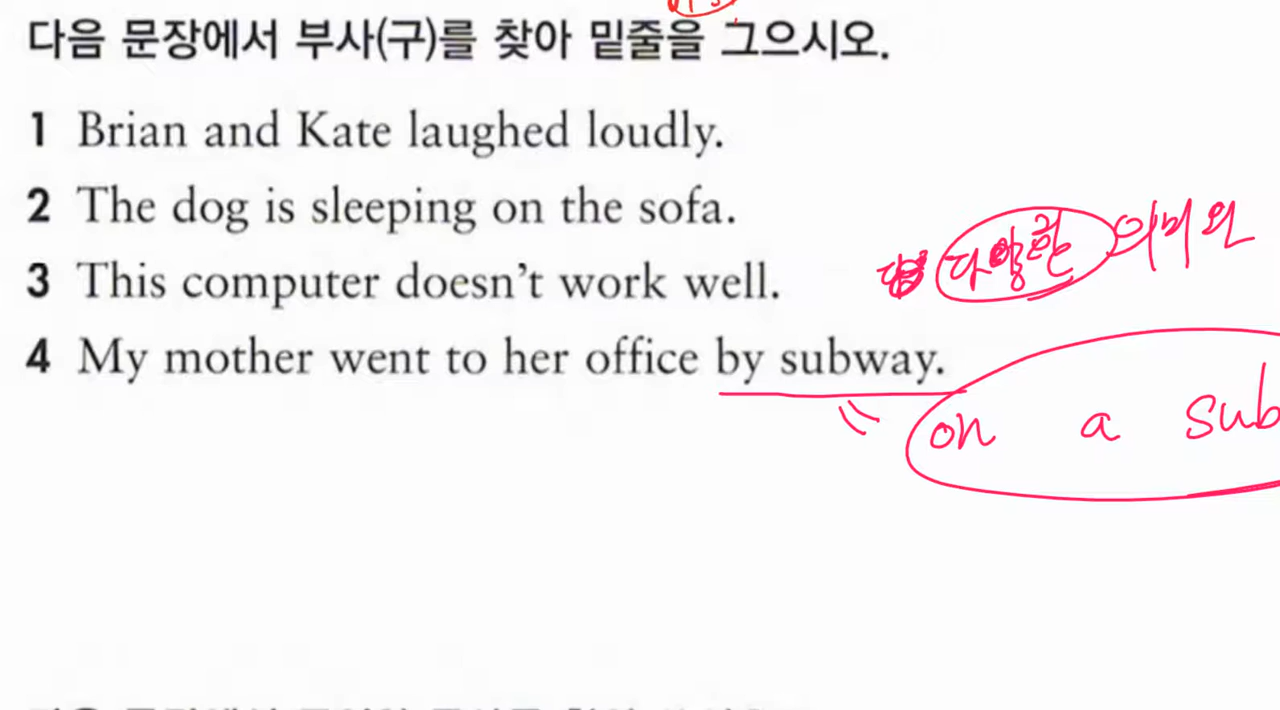 다음 문장에서 부사(구)를 찾아 밑줄을 그으시오.
1 Brian and Kate laughed loudly.
2 The dog is sleeping on the sofa.
다양한 의미와
3 This computer doesn't work well.
4 My mother went to her office by subway.
on a sub